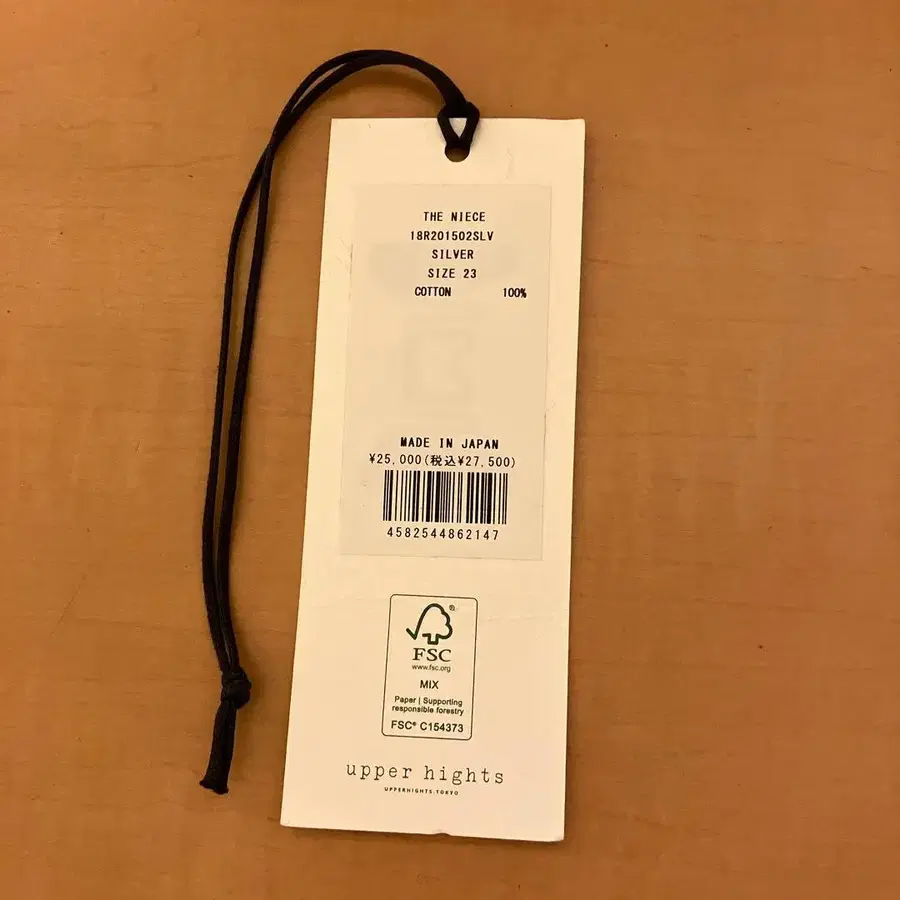 THE NIECE
18R201502SLV
SILVER
SIZE 23
COTTON 100%
MADE IN JAPAN
¥25,000(税込¥27,500)
4582544862147
®
FSC
www.fsc.org
MIX
Paper | Supporting
responsible forestry
FSC® C154373
upper hights
UPPERHIGHTS.TOKYO